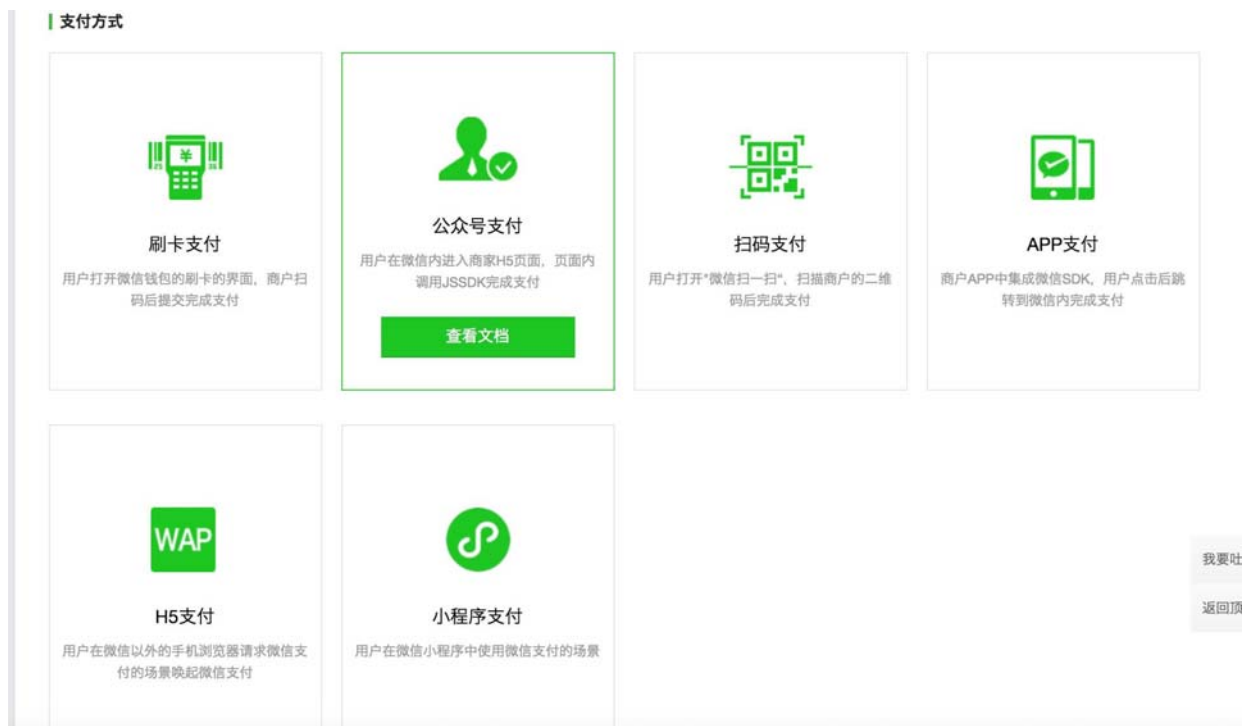 支付方式
刷卡支付
用户打开微信钱包的刷卡的界面，商户扫
码后提交完成支付
公众号支付
用户在微信内进入商家H5页面，页面内
调用JSSDK完成支付
查看文档
扫码支付
用户打开"微信扫一扫"，扫描商户的二维
码后完成支付
APP支付
商户APP中集成微信SDK，用户点击后跳
转到微信内完成支付
WAP
H5支付
用户在微信以外的手机浏览器请求微信支
付的场景唤起微信支付
小程序支付
用户在微信小程序中使用微信支付的场景
我要吐
返回顶